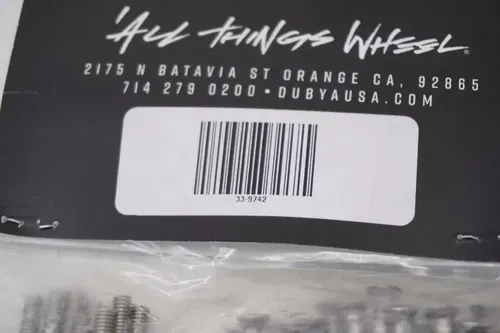 'ALL THINGS WHEEL®
2175 N BATAVIA ST ORANGE CA, 92865
714 279 0200 • DUBYAUSA.COM
33-9742